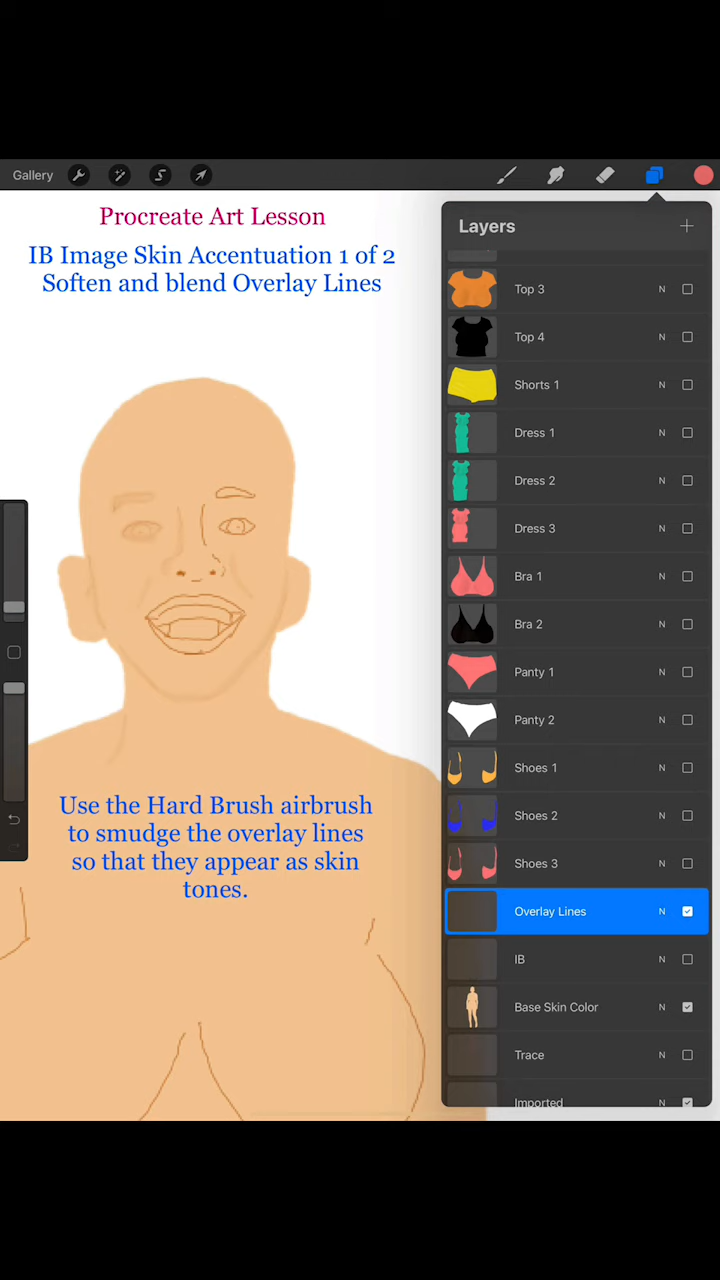 Gallery
Procreate Art Lesson
IB Image Skin Accentuation 1 of 2
Soften and blend Overlay Lines
Use the Hard Brush airbrush
to smudge the overlay lines
so that they appear as skin
tones.
Layers
Top 3 N
Top 4 N
Shorts 1 N
Dress 1 N
Dress 2 N
Dress 3 N
Bra 1 N
Bra 2 N
Panty 1 N
Panty 2 N
Shoes 1 N
Shoes 2 N
Shoes 3 N
Overlay Lines N
IB N
Base Skin Color N
Trace N
Imported N